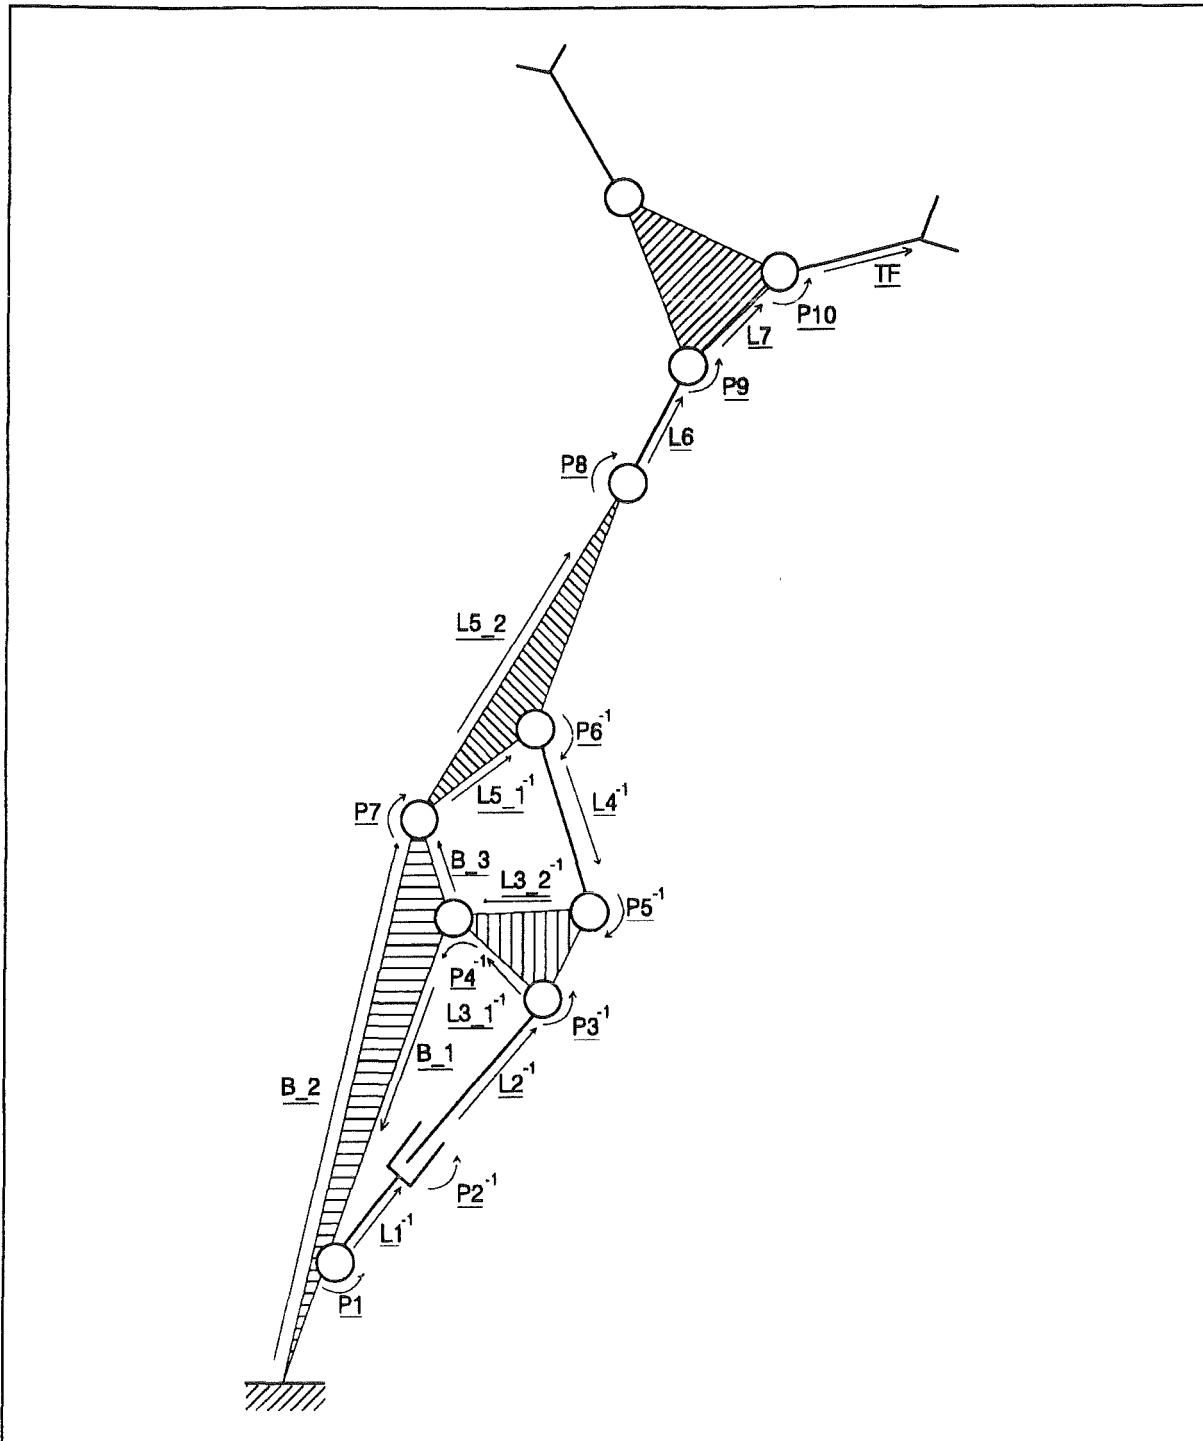 TF
P10
L7
P9
L6
P8
L5_2
P6⁻¹
L5_1⁻¹
L4⁻¹
P7
B_3
L3_2⁻¹
P5⁻¹
P4⁻¹
L3_1⁻¹
P3⁻¹
B_1
L2⁻¹
B_2
P2⁻¹
L1⁻¹
P1